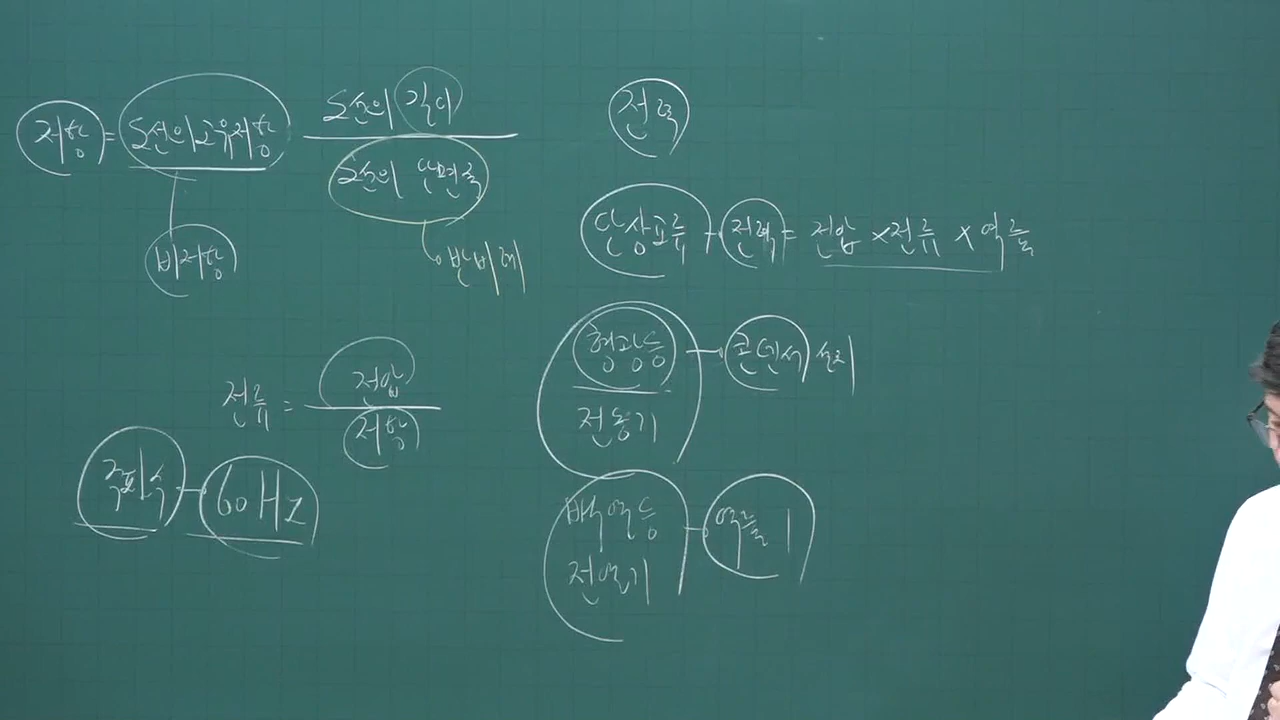 저항 = 도선의 고유저항 도선의 길이
도선의 단면적
비저항
반비례
전류 = 전압
저항
주파수 - 60Hz
전력
단상교류 - 전력 = 전압 × 전류 × 역률
형광등 - 콘덴서 설치
전동기
백열등 - 역률 1
전열기